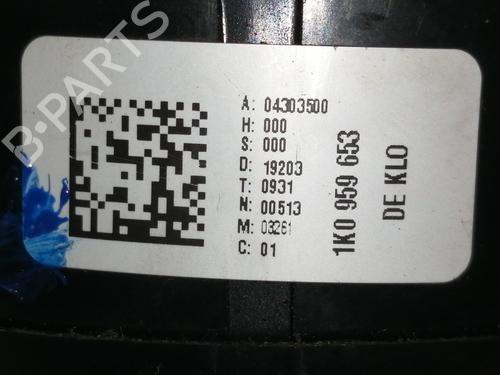 A: 04303500
H: 000
S: 000
D: 19203
T: 0931
N: 00513
M: 03261
C: 01
1K0 959 653
DE KLO
B-PARTS